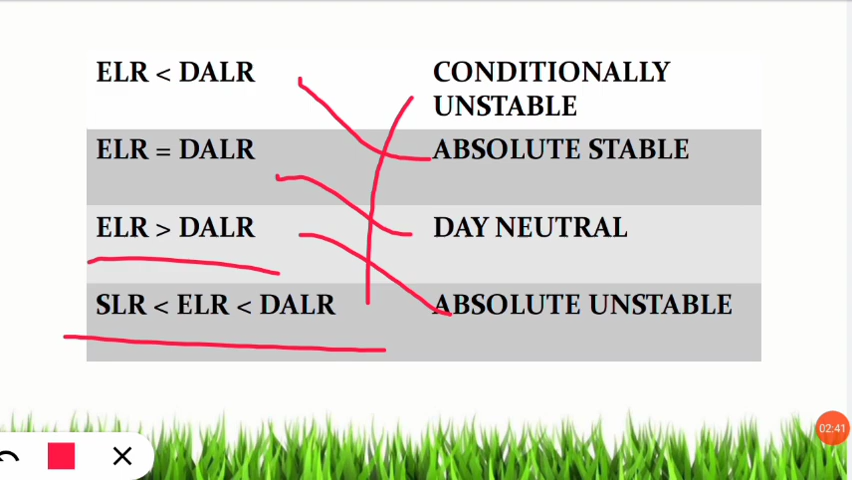 ELR < DALR
CONDITIONALLY
UNSTABLE
ELR = DALR
ABSOLUTE STABLE
ELR > DALR
DAY NEUTRAL
SLR < ELR < DALR
ABSOLUTE UNSTABLE
02:41